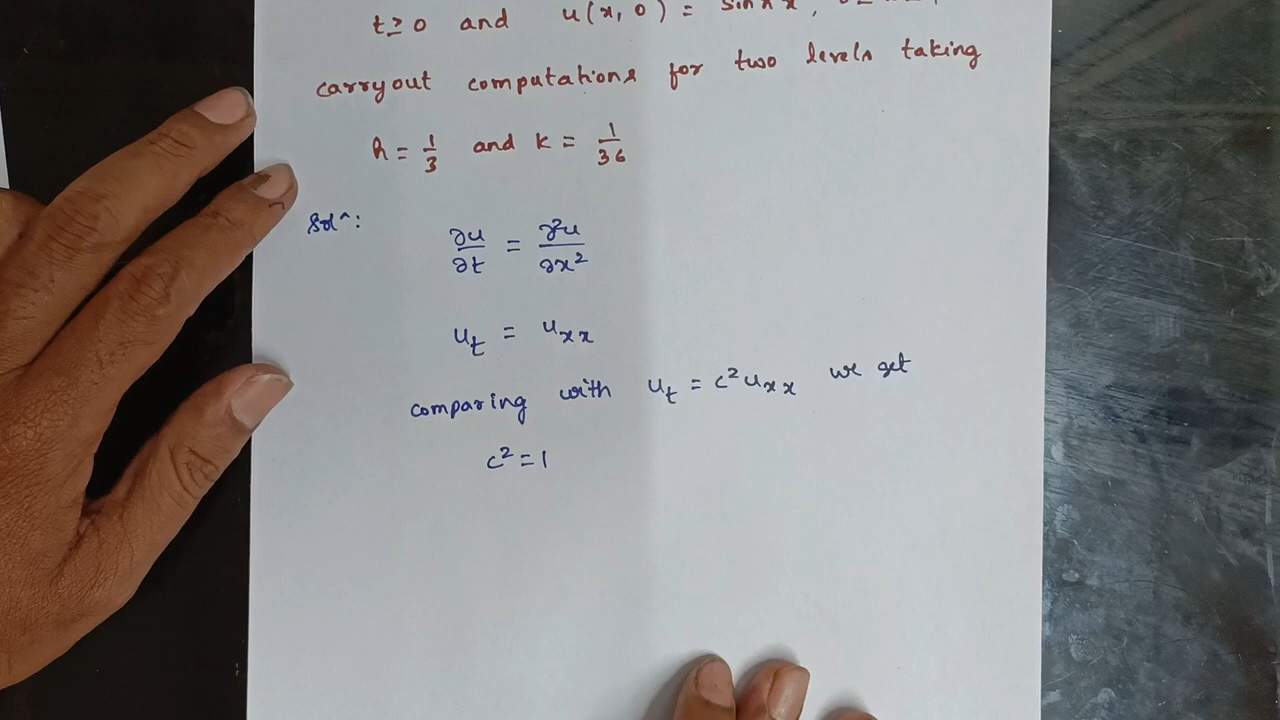 t ≥ 0 and u(x, 0) = sin πx,
carryout computations for two levels taking
h = 1/3 and k = 1/36
Solⁿ:
∂u/∂t = ∂²u/∂x²
u_t = u_xx
comparing with u_t = c² u_xx we get
c² = 1